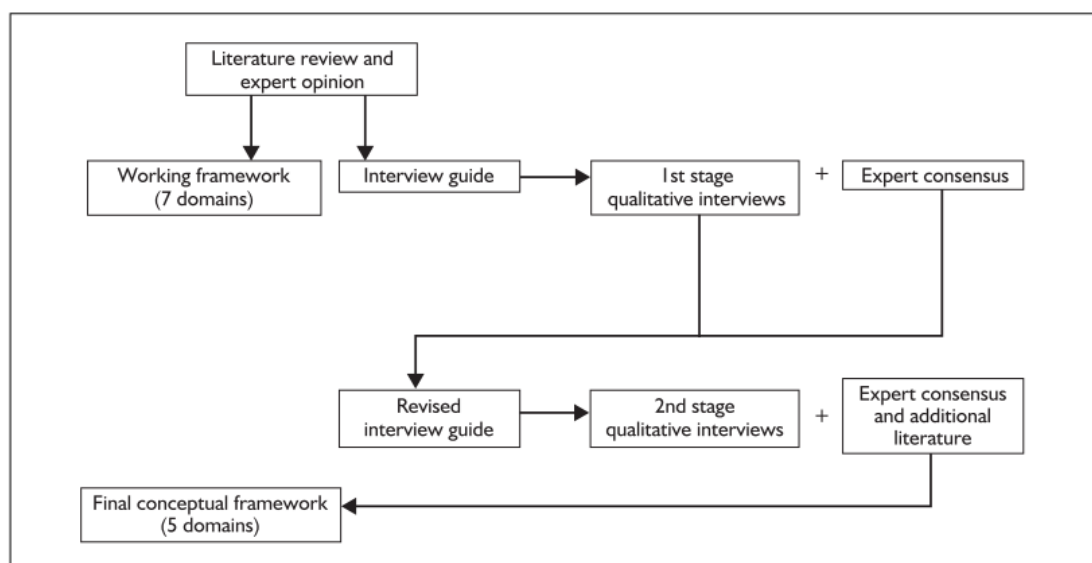 Literature review and
expert opinion
Working framework
(7 domains)
Interview guide
1st stage
qualitative interviews
+
Expert consensus
Revised
interview guide
2nd stage
qualitative interviews
+
Expert consensus
and additional
literature
Final conceptual framework
(5 domains)